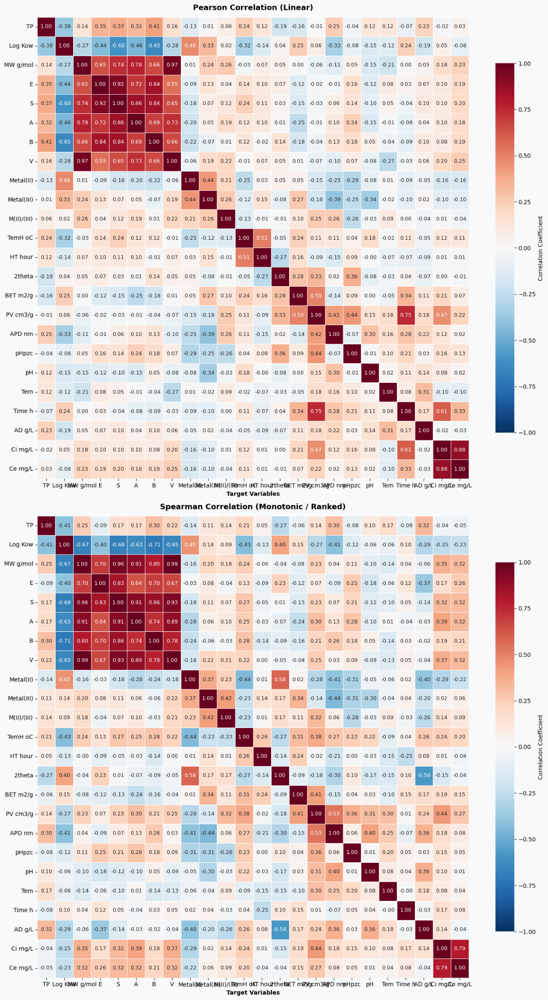 Pearson Correlation (Linear)
TP 1.00 -0.38 0.14 0.35 0.37 0.32 0.41 0.16 -0.13 0.01 0.06 0.24 0.12 -0.19 -0.16 -0.01 0.25 -0.04 0.12 0.12 -0.07 0.23 -0.02 0.03
Log Kow -0.38 1.00 -0.27 -0.44 -0.60 -0.46 -0.65 -0.28 0.48 0.33 0.02 -0.32 -0.14 0.04 0.25 0.06 -0.33 -0.08 -0.15 -0.12 0.24 -0.19 0.05 -0.08
MW g/mol 0.14 -0.27 1.00 0.65 0.74 0.78 0.66 0.97 0.01 0.24 0.26 -0.03 0.07 0.05 0.00 -0.06 -0.11 0.05 -0.15 -0.21 0.00 0.05 0.18 0.23
E 0.35 -0.44 0.65 1.00 0.92 0.72 0.84 0.55 -0.09 0.13 0.04 0.14 0.10 0.07 -0.12 -0.02 -0.01 0.16 -0.12 0.08 0.03 0.07 0.10 0.19
S 0.37 -0.60 0.74 0.92 1.00 0.86 0.84 0.65 -0.18 0.07 0.12 0.24 0.11 0.03 -0.15 -0.03 0.06 0.14 -0.10 0.05 -0.04 0.10 0.10 0.20
A 0.32 -0.46 0.78 0.72 0.86 1.00 0.69 0.73 -0.20 0.05 0.19 0.12 0.10 0.01 -0.25 -0.01 0.10 0.24 -0.15 -0.01 -0.08 0.04 0.10 0.18
B 0.41 -0.65 0.66 0.84 0.84 0.69 1.00 0.66 -0.22 -0.07 0.01 0.12 -0.02 0.14 -0.18 -0.04 0.13 0.18 0.05 -0.04 -0.09 0.10 0.08 0.19
V 0.16 -0.28 0.97 0.55 0.65 0.73 0.66 1.00 -0.06 0.19 0.22 -0.01 0.07 0.05 0.01 -0.07 -0.10 0.07 -0.08 -0.27 -0.03 0.06 0.20 0.25
Metal(II) -0.13 0.48 0.01 -0.09 -0.18 -0.20 -0.22 -0.06 1.00 0.44 0.21 -0.25 0.03 0.05 0.05 -0.15 -0.25 -0.29 -0.08 0.01 -0.09 -0.05 -0.16 -0.16
Metal(III) 0.01 0.33 0.24 0.13 0.07 0.05 -0.07 0.19 0.44 1.00 0.26 -0.12 0.15 -0.08 0.27 -0.18 -0.39 -0.25 -0.34 -0.02 -0.10 0.02 -0.10 -0.10
M(II)/(III) 0.06 0.02 0.26 0.04 0.12 0.19 0.01 0.22 0.21 0.26 1.00 -0.13 -0.01 -0.01 0.10 0.25 0.26 -0.26 -0.03 0.09 0.00 -0.04 0.01 -0.04
TemH oC 0.24 -0.32 -0.03 0.14 0.24 0.12 0.12 -0.01 -0.25 -0.12 -0.13 1.00 0.51 -0.05 0.24 0.11 0.11 0.04 0.18 -0.02 0.11 -0.05 0.12 0.11
HT hour 0.12 -0.14 0.07 0.10 0.11 0.10 -0.02 0.07 0.03 0.15 -0.01 0.51 1.00 -0.27 0.16 -0.09 -0.15 0.09 -0.00 -0.07 -0.07 -0.09 0.01 0.01
2theta -0.19 0.04 0.05 0.07 0.03 0.01 0.14 0.05 0.05 -0.08 -0.01 -0.05 -0.27 1.00 0.28 0.33 0.02 0.36 -0.08 -0.03 0.04 -0.07 0.00 -0.01
BET m2/g -0.16 0.25 0.00 -0.12 -0.15 -0.25 -0.18 0.01 0.05 0.27 0.10 0.24 0.16 0.28 1.00 0.50 -0.14 0.09 0.00 -0.05 0.34 0.11 0.21 0.07
PV cm3/g -0.01 0.06 -0.06 -0.02 -0.03 -0.01 -0.04 -0.07 -0.15 -0.18 0.25 0.11 -0.09 0.33 0.50 1.00 0.42 0.44 0.15 0.18 0.75 0.18 0.47 0.22
APD nm 0.25 -0.33 -0.11 -0.01 0.06 0.10 0.13 -0.10 -0.25 -0.39 0.26 0.11 -0.15 0.02 -0.14 0.42 1.00 -0.07 0.30 0.16 0.28 0.22 0.12 0.02
pHpzc -0.04 -0.08 0.05 0.16 0.14 0.24 0.18 0.07 -0.29 -0.25 -0.26 0.04 0.09 0.36 0.09 0.44 -0.07 1.00 -0.01 0.10 0.21 0.03 0.16 0.13
pH 0.12 -0.15 -0.15 -0.12 -0.10 -0.15 0.05 -0.08 -0.08 -0.34 -0.03 0.18 -0.00 -0.08 0.00 0.15 0.30 -0.01 1.00 0.02 0.11 0.14 0.08 0.02
Tem 0.12 -0.12 -0.21 0.08 0.05 -0.01 -0.04 -0.27 0.01 -0.02 0.09 -0.02 -0.07 -0.03 -0.05 0.18 0.16 0.10 0.02 1.00 0.08 0.31 -0.10 -0.10
Time h -0.07 0.24 0.00 0.03 -0.04 -0.08 -0.09 -0.03 -0.09 -0.10 0.00 0.11 -0.07 0.04 0.34 0.75 0.28 0.21 0.11 0.08 1.00 0.17 0.61 0.33
AD g/L 0.23 -0.19 0.05 0.07 0.10 0.04 0.10 0.06 -0.05 0.02 -0.04 -0.05 -0.09 -0.07 0.11 0.18 0.22 0.03 0.14 0.31 0.17 1.00 -0.02 -0.03
Ci mg/L -0.02 0.05 0.18 0.10 0.10 0.10 0.08 0.20 -0.16 -0.10 0.01 0.12 0.01 0.00 0.21 0.47 0.12 0.16 0.08 -0.10 0.61 -0.02 1.00 0.88
Ce mg/L 0.03 -0.08 0.23 0.19 0.20 0.18 0.19 0.25 -0.16 -0.10 -0.04 0.11 0.01 -0.01 0.07 0.22 0.02 0.13 0.02 -0.10 0.33 -0.03 0.88 1.00
TP Log Kow MW g/mol E S A B V Metal(II) Metal(III) M(II)/(III) TemH oC HT hour 2theta BET m2/g PV cm3/g APD nm pHpzc pH Tem Time h AD g/L Ci mg/L Ce mg/L
Target Variables
1.00
0.75
0.50
0.25
0.00
−0.25
−0.50
−0.75
−1.00
Correlation Coefficient
Spearman Correlation (Monotonic / Ranked)
TP 1.00 -0.41 0.25 -0.09 0.17 0.17 0.30 0.22 -0.14 0.11 0.14 0.21 0.05 -0.27 -0.06 0.14 0.30 -0.08 0.10 0.17 -0.08 0.32 -0.04 -0.05
Log Kow -0.41 1.00 -0.67 -0.40 -0.68 -0.63 -0.71 -0.65 0.45 0.14 0.09 -0.43 -0.13 0.40 0.15 -0.27 -0.41 -0.12 -0.06 -0.06 0.10 -0.29 -0.25 -0.23
MW g/mol 0.25 -0.67 1.00 0.70 0.96 0.91 0.80 0.99 -0.16 0.20 0.18 0.24 -0.00 -0.04 -0.08 0.23 0.04 0.11 -0.10 -0.14 0.04 -0.06 0.35 0.32
E -0.09 -0.40 0.70 1.00 0.83 0.64 0.70 0.67 -0.03 0.08 -0.04 0.13 -0.09 0.23 -0.12 0.07 -0.09 0.25 -0.18 -0.06 0.12 -0.37 0.17 0.26
S 0.17 -0.68 0.96 0.83 1.00 0.91 0.86 0.93 -0.18 0.11 0.07 0.27 -0.05 0.01 -0.13 0.23 0.07 0.21 -0.12 -0.10 0.05 -0.14 0.32 0.32
A 0.17 -0.63 0.91 0.64 0.91 1.00 0.74 0.89 -0.28 0.06 0.10 0.25 -0.03 -0.07 -0.24 0.30 0.13 0.28 -0.10 0.01 -0.04 -0.03 0.39 0.32
B 0.30 -0.71 0.80 0.70 0.86 0.74 1.00 0.78 -0.24 -0.06 -0.03 0.28 -0.14 -0.09 -0.16 0.21 0.26 0.18 0.05 -0.14 0.03 -0.02 0.19 0.21
V 0.22 -0.65 0.99 0.67 0.93 0.89 0.78 1.00 -0.18 0.22 0.21 0.22 0.00 -0.05 -0.04 0.25 0.03 0.09 -0.09 -0.13 0.05 -0.04 0.37 0.32
Metal(II) -0.14 0.45 -0.16 -0.03 -0.18 -0.28 -0.24 -0.18 1.00 0.37 0.23 -0.44 0.01 0.58 0.02 -0.28 -0.41 -0.31 -0.05 -0.06 0.02 -0.40 -0.29 -0.22
Metal(III) 0.11 0.14 0.20 0.08 0.11 0.06 -0.06 0.22 0.37 1.00 0.42 -0.23 0.14 0.17 0.34 -0.14 -0.44 -0.31 -0.30 -0.04 0.04 -0.20 0.02 0.06
M(II)/(III) 0.14 0.09 0.18 -0.04 0.07 0.10 -0.03 0.21 0.23 0.42 1.00 -0.23 0.01 0.17 0.11 0.32 0.06 -0.28 -0.03 0.09 -0.03 -0.26 0.14 0.09
TemH oC 0.21 -0.43 0.24 0.13 0.27 0.25 0.28 0.22 -0.44 -0.23 -0.23 1.00 0.26 -0.27 0.31 0.38 0.27 0.23 0.22 -0.09 0.04 0.26 0.24 0.20
HT hour 0.05 -0.13 -0.00 -0.09 -0.05 -0.03 -0.14 0.00 0.01 0.14 0.01 0.26 1.00 -0.14 0.24 -0.02 -0.21 0.00 -0.03 -0.15 -0.25 0.08 0.01 -0.04
2theta -0.27 0.40 -0.04 0.23 0.01 -0.07 -0.09 -0.05 0.58 0.17 0.17 -0.27 -0.14 1.00 -0.09 -0.18 -0.30 0.10 -0.17 -0.15 0.10 -0.58 -0.15 -0.04
BET m2/g -0.06 0.15 -0.08 -0.12 -0.13 -0.24 -0.16 -0.04 0.02 0.34 0.11 0.31 0.24 -0.09 1.00 0.41 -0.15 0.04 0.03 -0.10 0.15 0.17 0.19 0.15
PV cm3/g 0.14 -0.27 0.23 0.07 0.23 0.30 0.21 0.25 -0.28 -0.14 0.32 0.38 -0.02 -0.18 0.41 1.00 0.53 0.36 0.31 0.30 0.01 0.24 0.44 0.27
APD nm 0.30 -0.41 0.04 -0.09 0.07 0.13 0.26 0.03 -0.41 -0.44 0.06 0.27 -0.21 -0.30 -0.15 0.53 1.00 0.06 0.40 0.25 -0.07 0.36 0.18 0.08
pHpzc -0.08 -0.12 0.11 0.25 0.21 0.28 0.18 0.09 -0.31 -0.31 -0.28 0.23 0.00 0.10 0.04 0.36 0.06 1.00 0.01 0.20 0.05 0.03 0.15 0.05
pH 0.10 -0.06 -0.10 -0.18 -0.12 -0.10 0.05 -0.09 -0.05 -0.30 -0.03 0.22 -0.03 -0.17 0.03 0.31 0.40 0.01 1.00 0.08 0.04 0.36 0.10 0.01
Tem 0.17 -0.06 -0.14 -0.06 -0.10 0.01 -0.14 -0.13 -0.06 -0.04 0.09 -0.09 -0.15 -0.15 -0.10 0.30 0.25 0.20 0.08 1.00 -0.00 0.18 0.08 0.04
Time h -0.08 0.10 0.04 0.12 0.05 -0.04 0.03 0.05 0.02 0.04 -0.03 0.04 -0.25 0.10 0.15 0.01 -0.07 0.05 0.04 -0.00 1.00 -0.03 0.17 0.08
AD g/L 0.32 -0.29 -0.06 -0.37 -0.14 -0.03 -0.02 -0.04 -0.40 -0.20 -0.26 0.26 0.08 -0.58 0.17 0.24 0.36 0.03 0.36 0.18 -0.03 1.00 0.14 -0.04
Ci mg/L -0.04 -0.25 0.35 0.17 0.32 0.39 0.19 0.37 -0.29 0.02 0.14 0.24 0.01 -0.15 0.19 0.44 0.18 0.15 0.10 0.08 0.17 0.14 1.00 0.79
Ce mg/L -0.05 -0.23 0.32 0.26 0.32 0.32 0.21 0.32 -0.22 0.06 0.09 0.20 -0.04 -0.04 0.15 0.27 0.08 0.05 0.01 0.04 0.08 -0.04 0.79 1.00
TP Log Kow MW g/mol E S A B V Metal(II) Metal(III) M(II)/(III) TemH oC HT hour 2theta BET m2/g PV cm3/g APD nm pHpzc pH Tem Time h AD g/L Ci mg/L Ce mg/L
Target Variables
1.00
0.75
0.50
0.25
0.00
−0.25
−0.50
−0.75
−1.00
Correlation Coefficient